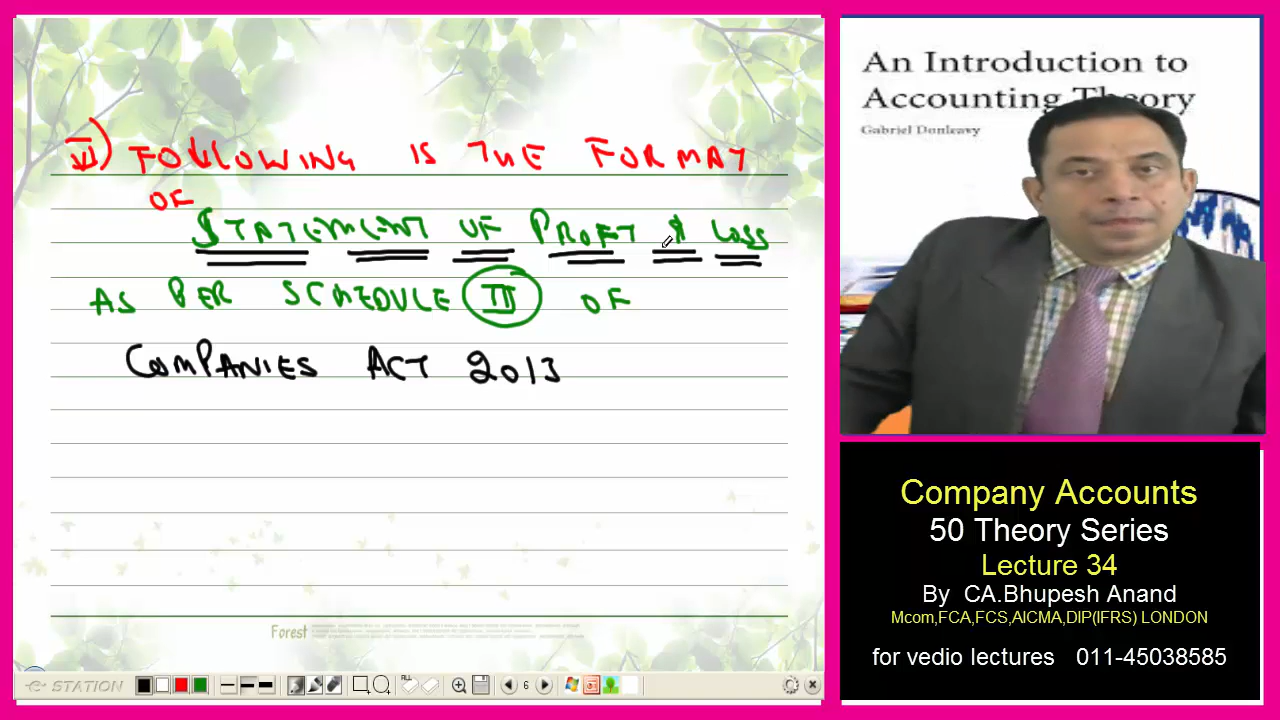 VI) FOLLOWING IS THE FORMAT
OF
STATEMENT OF PROFT & LOSS
AS PER SCHEDULE III OF
COMPANIES ACT 2013
Forest
e-STATION
6
An Introduction to
Accounting Theory
Gabriel Donleavy
Company Accounts
50 Theory Series
Lecture 34
By CA.Bhupesh Anand
Mcom,FCA,FCS,AICMA,DIP(IFRS) LONDON
for vedio lectures 011-45038585